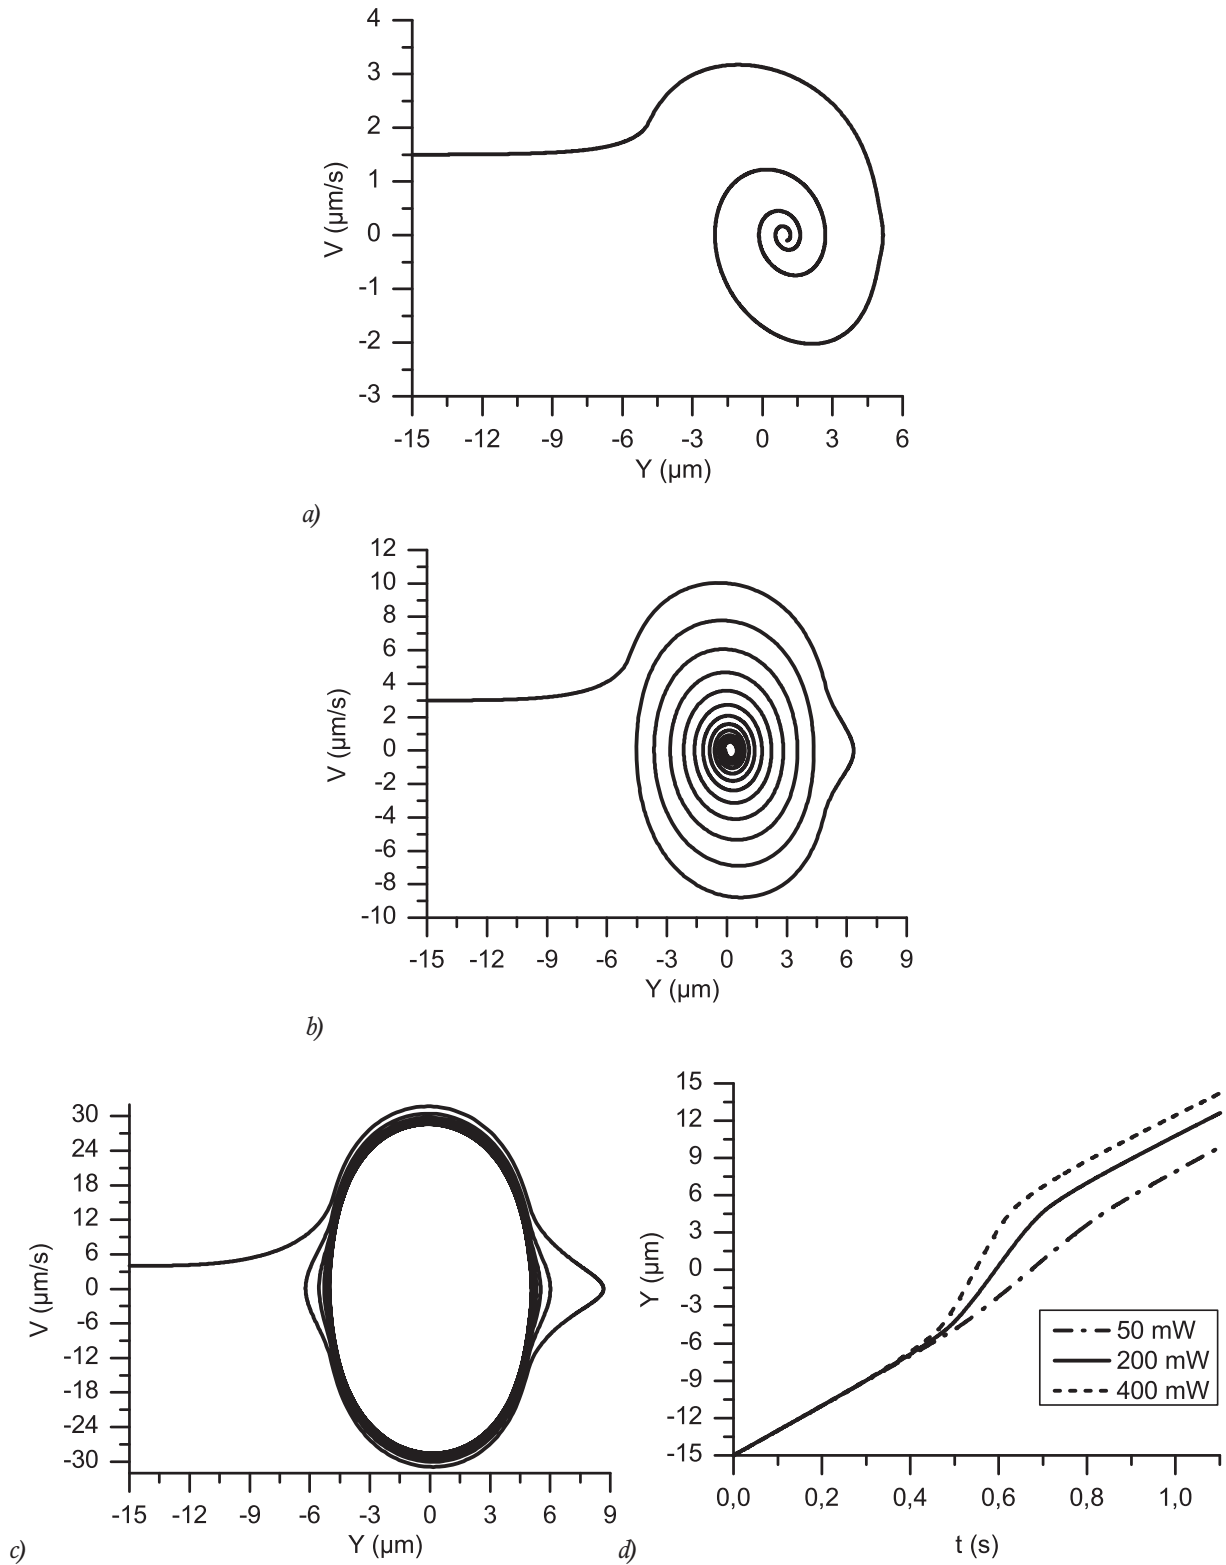 4
3
2
1
0
-1
-2
-3
V (µm/s)
-15 -12 -9 -6 -3 0 3 6
Y (µm)
a)
12
10
8
6
4
2
0
-2
-4
-6
-8
-10
V (µm/s)
-15 -12 -9 -6 -3 0 3 6 9
Y (µm)
b)
30
24
18
12
6
0
-6
-12
-18
-24
-30
V (µm/s)
-15 -12 -9 -6 -3 0 3 6 9
Y (µm)
c)
15
12
9
6
3
0
-3
-6
-9
-12
-15
Y (µm)
50 mW
200 mW
400 mW
0,0 0,2 0,4 0,6 0,8 1,0
t (s)
d)